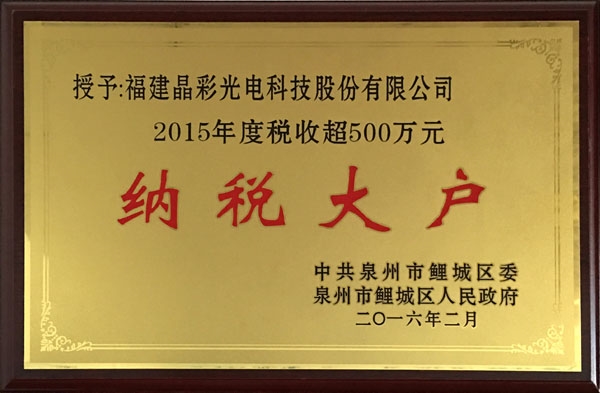 授予:福建晶彩光电科技股份有限公司
2015年度税收超500万元
纳税大户
中共泉州市鲤城区委
泉州市鲤城区人民政府
二〇一六年二月